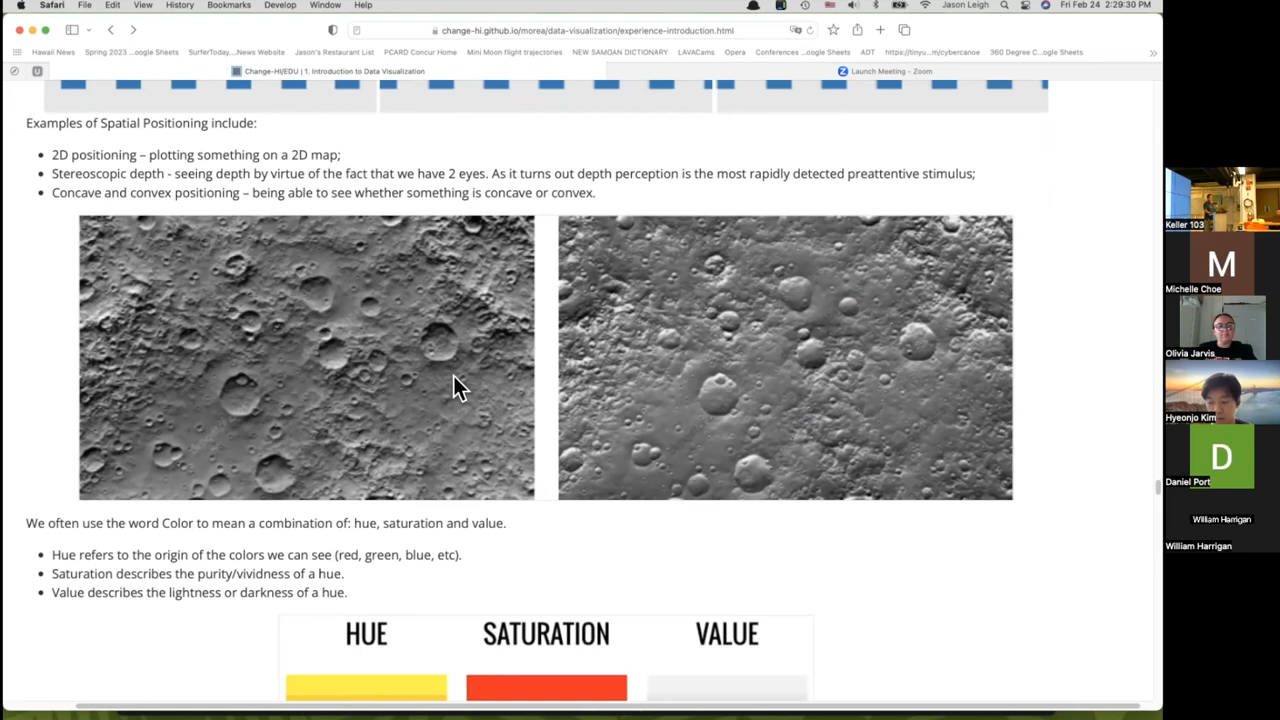 Safari File Edit View History Bookmarks Develop Window Help Jason Leigh Fri Feb 24 2:29:30 PM
change-hi.github.io/morea/data-visualization/experience-introduction.html
Hawaii News Spring 2023 ...oogle Sheets SurferToday....News Website Jason's Restaurant List PCARD Concur Home Mini Moon flight trajectories NEW SAMOAN DICTIONARY LAVACams Opera Conferences ...oogle Sheets ADT https://tinyu...m/cybercanoe 360 Degree C...ogle Sheets
Change-HI/EDU | 1. Introduction to Data Visualization Launch Meeting - Zoom
Examples of Spatial Positioning include:
2D positioning – plotting something on a 2D map;
Stereoscopic depth - seeing depth by virtue of the fact that we have 2 eyes. As it turns out depth perception is the most rapidly detected preattentive stimulus;
Concave and convex positioning – being able to see whether something is concave or convex.
We often use the word Color to mean a combination of: hue, saturation and value.
Hue refers to the origin of the colors we can see (red, green, blue, etc).
Saturation describes the purity/vividness of a hue.
Value describes the lightness or darkness of a hue.
HUE SATURATION VALUE
Keller 103
M
Michelle Choe
Olivia Jarvis
Hyeonjo Kim
D
Daniel Port
William Harrigan
William Harrigan